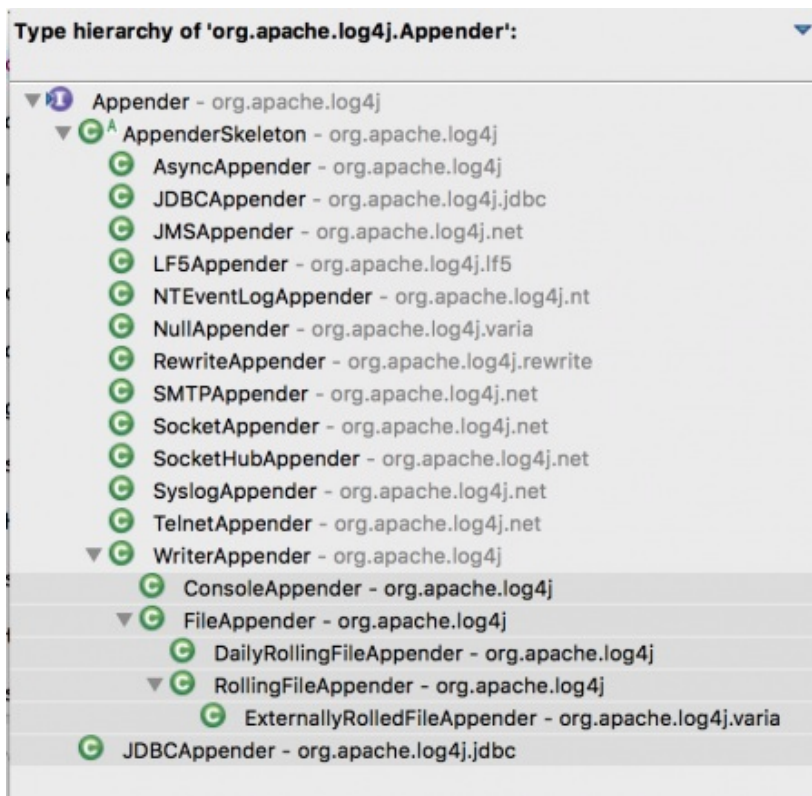 Type hierarchy of 'org.apache.log4j.Appender':
Appender - org.apache.log4j
AppenderSkeleton - org.apache.log4j
AsyncAppender - org.apache.log4j
JDBCAppender - org.apache.log4j.jdbc
JMSAppender - org.apache.log4j.net
LF5Appender - org.apache.log4j.lf5
NTEventLogAppender - org.apache.log4j.nt
NullAppender - org.apache.log4j.varia
RewriteAppender - org.apache.log4j.rewrite
SMTPAppender - org.apache.log4j.net
SocketAppender - org.apache.log4j.net
SocketHubAppender - org.apache.log4j.net
SyslogAppender - org.apache.log4j.net
TelnetAppender - org.apache.log4j.net
WriterAppender - org.apache.log4j
ConsoleAppender - org.apache.log4j
FileAppender - org.apache.log4j
DailyRollingFileAppender - org.apache.log4j
RollingFileAppender - org.apache.log4j
ExternallyRolledFileAppender - org.apache.log4j.varia
JDBCAppender - org.apache.log4j.jdbc